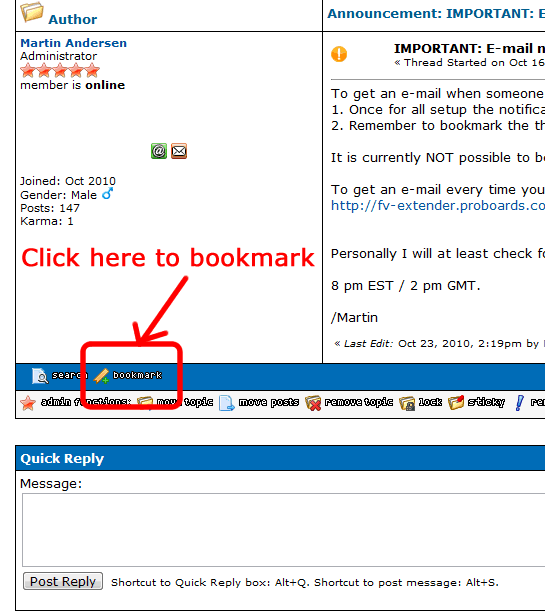 Author
Announcement: IMPORTANT: E
Martin Andersen
Administrator
member is online
Joined: Oct 2010
Gender: Male
Posts: 147
Karma: 1
IMPORTANT: E-mail n
« Thread Started on Oct 16
To get an e-mail when someone
1. Once for all setup the notifica
2. Remember to bookmark the th
It is currently NOT possible to b
To get an e-mail every time you
http://fv-extender.proboards.co
Personally I will at least check f
8 pm EST / 2 pm GMT.
/Martin
« Last Edit: Oct 23, 2010, 2:19pm by
Click here to bookmark
search bookmark
admin functions: move topic move posts remove topic lock sticky re
Quick Reply
Message:
Post Reply Shortcut to Quick Reply box: Alt+Q. Shortcut to post message: Alt+S.